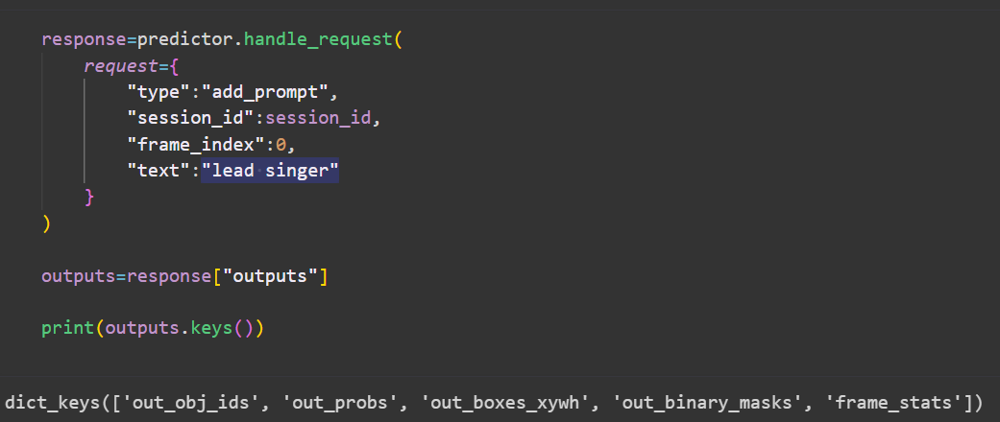 response=predictor.handle_request(
request={
"type":"add_prompt",
"session_id":session_id,
"frame_index":0,
"text":"lead singer"
}
)
outputs=response["outputs"]
print(outputs.keys())
dict_keys(['out_obj_ids', 'out_probs', 'out_boxes_xywh', 'out_binary_masks', 'frame_stats'])